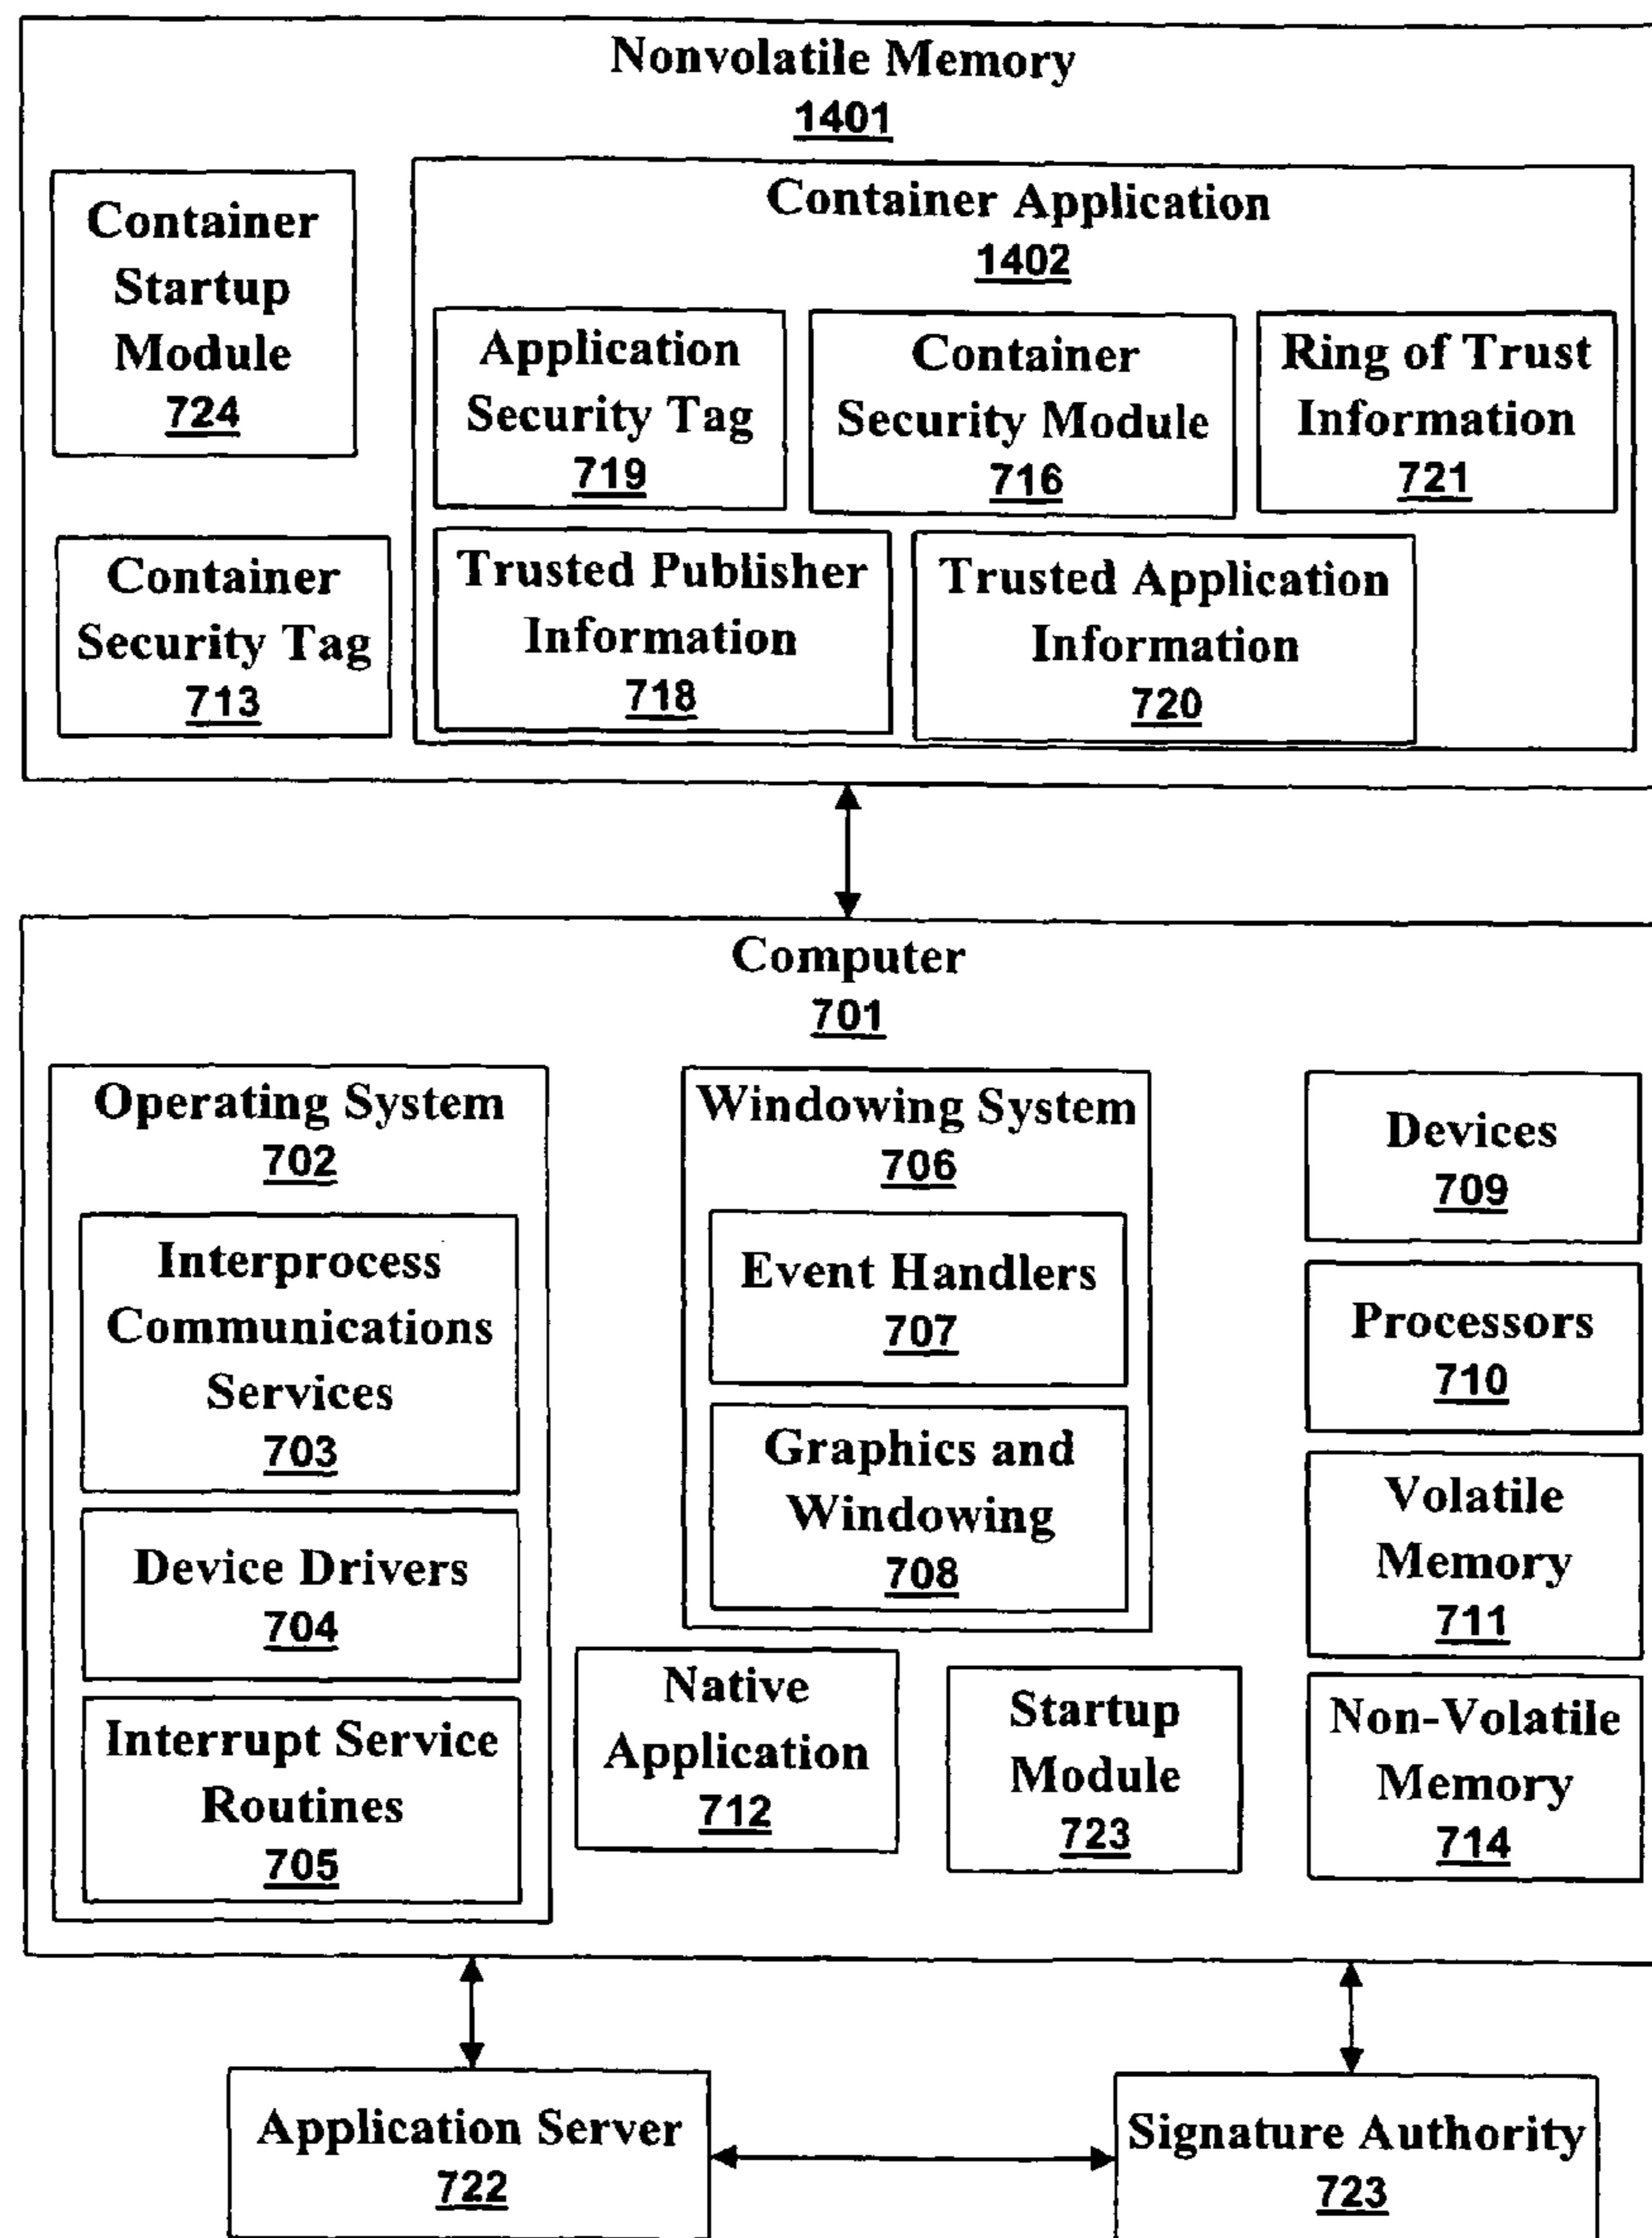 Nonvolatile Memory
1401
Container
Startup
Module
724
Container
Security Tag
713
Container Application
1402
Application
Security Tag
719
Container
Security Module
716
Ring of Trust
Information
721
Trusted Publisher
Information
718
Trusted Application
Information
720
Computer
701
Operating System
702
Interprocess
Communications
Services
703
Device Drivers
704
Interrupt Service
Routines
705
Windowing System
706
Event Handlers
707
Graphics and
Windowing
708
Native
Application
712
Startup
Module
723
Devices
709
Processors
710
Volatile
Memory
711
Non-Volatile
Memory
714
Application Server
722
Signature Authority
723